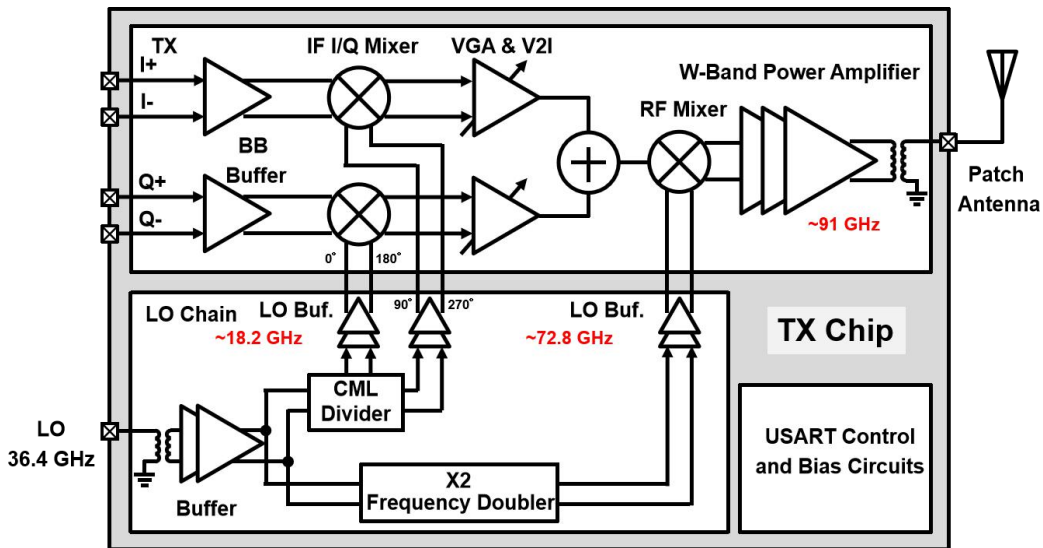 TX
IF I/Q Mixer
VGA & V2I
I+
I-
W-Band Power Amplifier
RF Mixer
BB
Buffer
Q+
Q-
Patch
Antenna
~91 GHz
0°
180°
90°
270°
LO Chain
LO Buf.
~18.2 GHz
LO Buf.
~72.8 GHz
TX Chip
CML
Divider
LO
36.4 GHz
USART Control
and Bias Circuits
X2
Frequency Doubler
Buffer